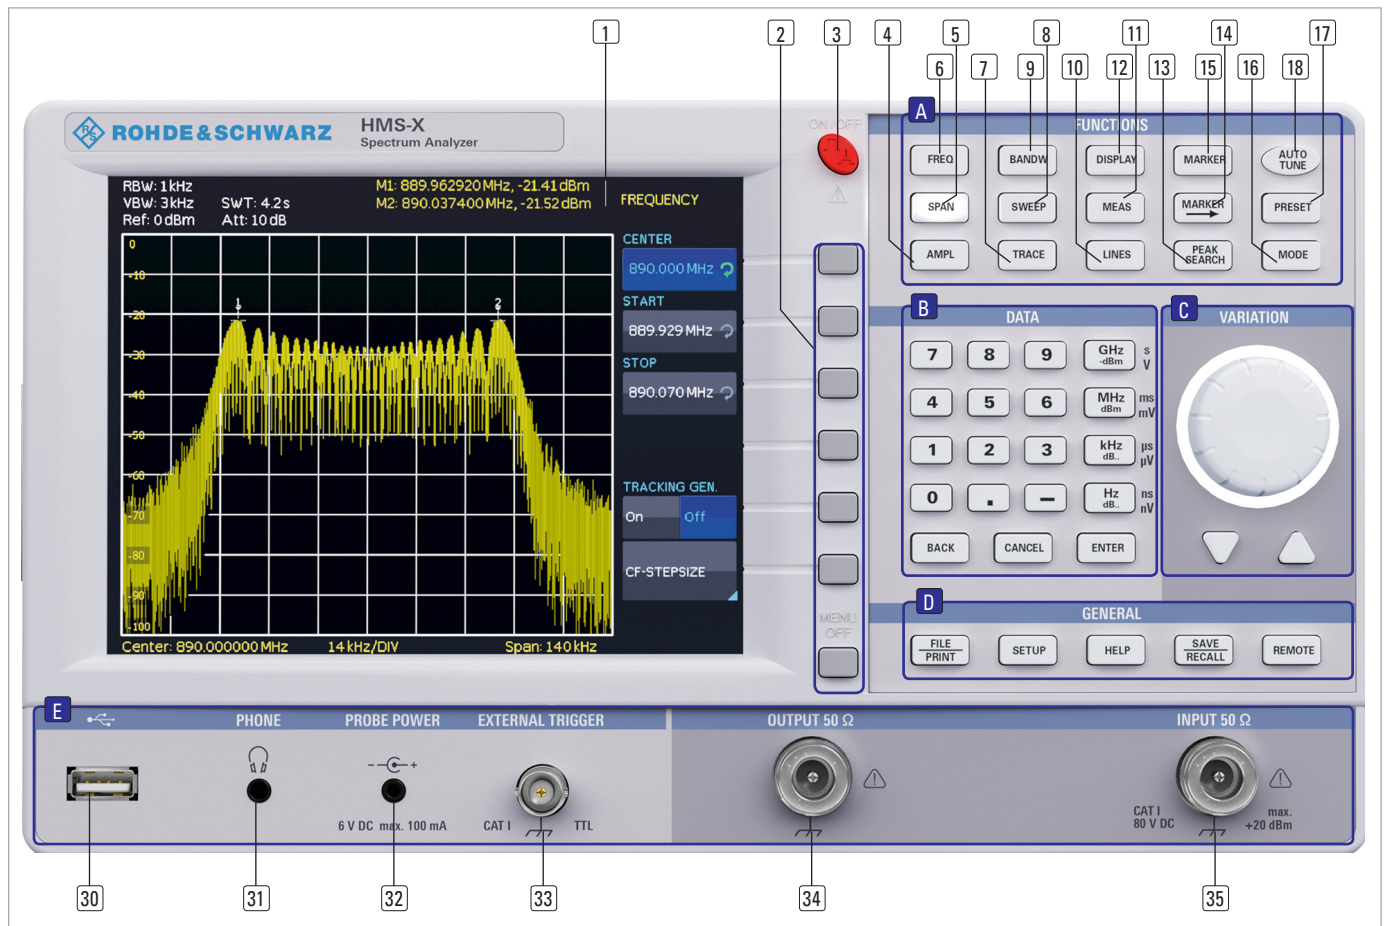 1 2 3 4 5 8 11 14 17
6 7 9 10 12 13 15 16 18
A
ROHDE & SCHWARZ
HMS-X
Spectrum Analyzer
ON/OFF
FUNCTIONS
FREQ BANDW DISPLAY MARKER AUTO TUNE
SPAN SWEEP MEAS MARKER PRESET
AMPL TRACE LINES PEAK SEARCH MODE
RBW: 1 kHz
VBW: 3 kHz SWT: 4.2 s
Ref: 0 dBm Att: 10 dB
M1: 889.962920 MHz, -21.41 dBm
M2: 890.037400 MHz, -21.52 dBm
FREQUENCY
CENTER
890.000 MHz
START
889.929 MHz
STOP
890.070 MHz
TRACKING GEN.
On Off
CF-STEPSIZE
0
-10
-20
-30
-40
-50
-60
-70
-80
-90
-100
1 2
Center: 890.000000 MHz 14 kHz/DIV Span: 140 kHz
MENU
OFF
B
DATA
7 8 9 GHz -dBm s V
4 5 6 MHz dBm ms mV
1 2 3 kHz dB.. µs µV
0 . – Hz dB.. ns nV
BACK CANCEL ENTER
C
VARIATION
D
GENERAL
FILE PRINT SETUP HELP SAVE RECALL REMOTE
E
PHONE PROBE POWER EXTERNAL TRIGGER OUTPUT 50 Ω INPUT 50 Ω
- +
6 V DC max. 100 mA
CAT I TTL
CAT I
80 V DC
max.
+20 dBm
30 31 32 33 34 35